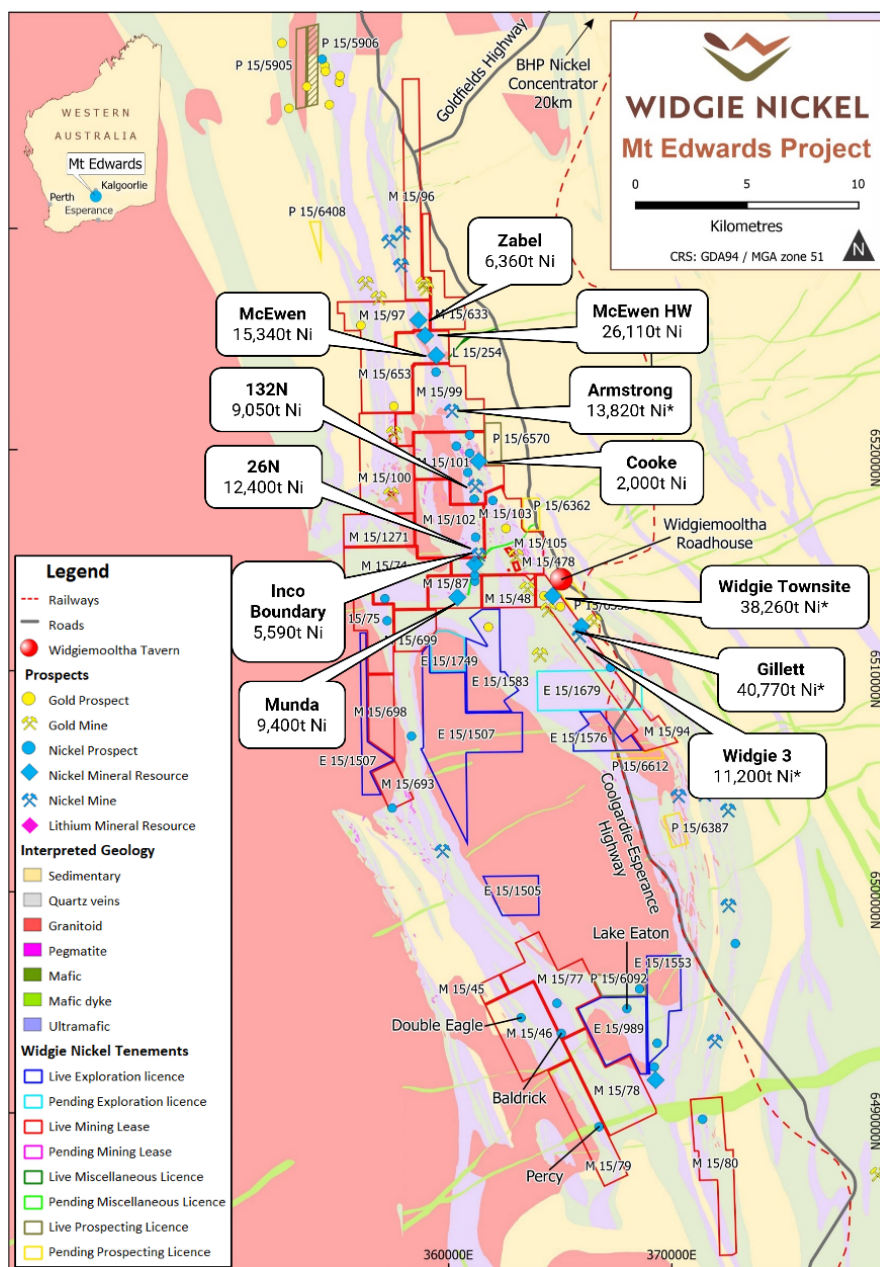 WIDGIE NICKEL
Mt Edwards Project
0 5 10
Kilometres
CRS: GDA94 / MGA zone 51
N
WESTERN
AUSTRALIA
Mt Edwards
Kalgoorlie
Perth
Esperance
P 15/5906
P 15/5905
Goldfields Highway
BHP Nickel
Concentrator
20km
P 15/6408
M 15/96
Zabel
6,360t Ni
McEwen
15,340t Ni
M 15/97
M 15/633
McEwen HW
26,110t Ni
L 15/254
M 15/653
M 15/99
132N
9,050t Ni
Armstrong
13,820t Ni*
P 15/6570
M 15/101
Cooke
2,000t Ni
26N
12,400t Ni
M 15/100
M 15/102
M 15/103
P 15/6362
M 15/1271
M 15/105
Widgiemooltha
Roadhouse
M 15/74
M 15/478
M 15/87
M 15/48
Inco
Boundary
5,590t Ni
Widgie Townsite
38,260t Ni*
15/75
15/699
E 15/1749
E 15/1583
Gillett
40,770t Ni*
E 15/1679
Munda
9,400t Ni
M 15/698
E 15/1507
E 15/1576
M 15/94
Widgie 3
11,200t Ni*
E 15/1507
P 15/6612
M 15/693
Coolgardie-Esperance
Highway
P 15/6387
E 15/1505
Lake Eaton
M 15/45
M 15/77
P 15/6092
E 15/1553
Double Eagle
M 15/46
E 15/989
Baldrick
M 15/78
Percy
M 15/79
M 15/80
6520000N
6510000N
6500000N
6490000N
360000E
370000E
Legend
Railways
Roads
Widgiemooltha Tavern
Prospects
Gold Prospect
Gold Mine
Nickel Prospect
Nickel Mineral Resource
Nickel Mine
Lithium Mineral Resource
Interpreted Geology
Sedimentary
Quartz veins
Granitoid
Pegmatite
Mafic
Mafic dyke
Ultramafic
Widgie Nickel Tenements
Live Exploration licence
Pending Exploration licence
Live Mining Lease
Pending Mining Lease
Live Miscellaneous Licence
Pending Miscellaneous Licence
Live Prospecting Licence
Pending Prospecting Licence